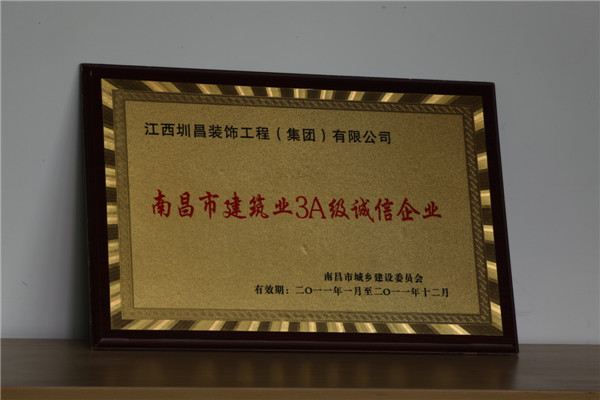 江西圳昌装饰工程（集团）有限公司
南昌市建筑业3A级诚信企业
南昌市城乡建设委员会
有效期：二〇一一年一月至二〇一一年十二月